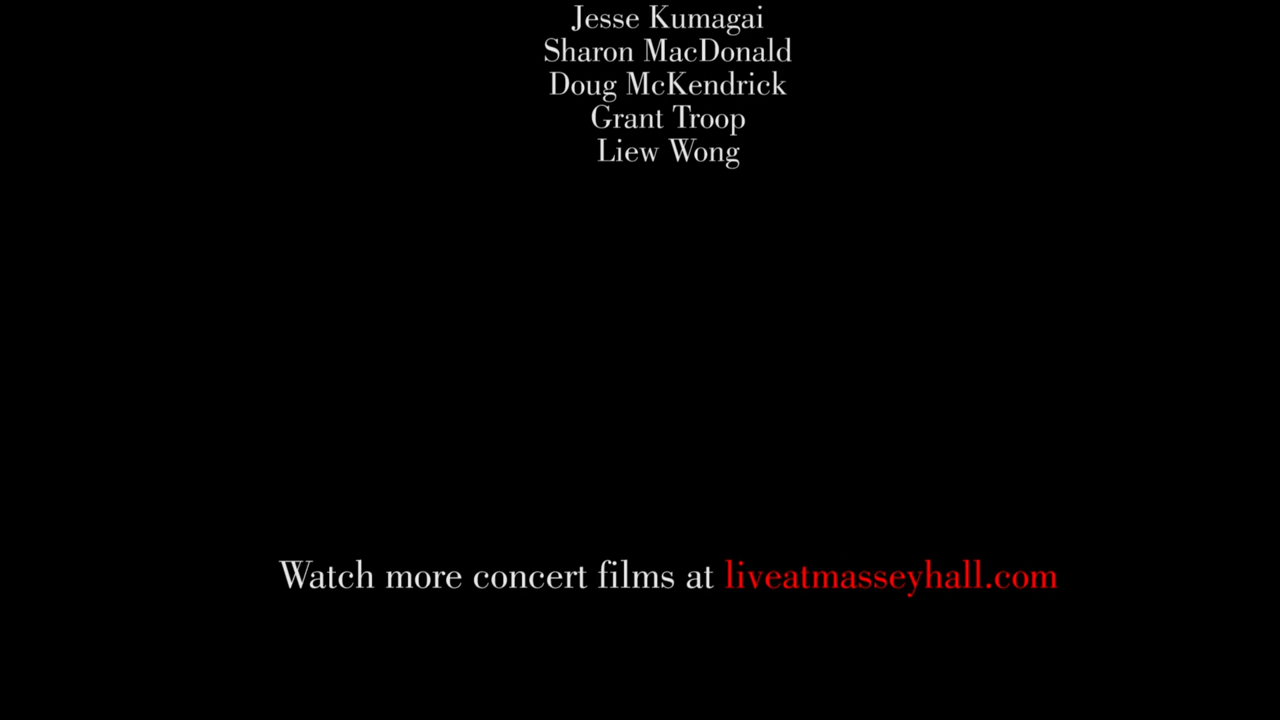 Jesse Kumagai
Sharon MacDonald
Doug McKendrick
Grant Troop
Liew Wong
Watch more concert films at liveatmasseyhall.com